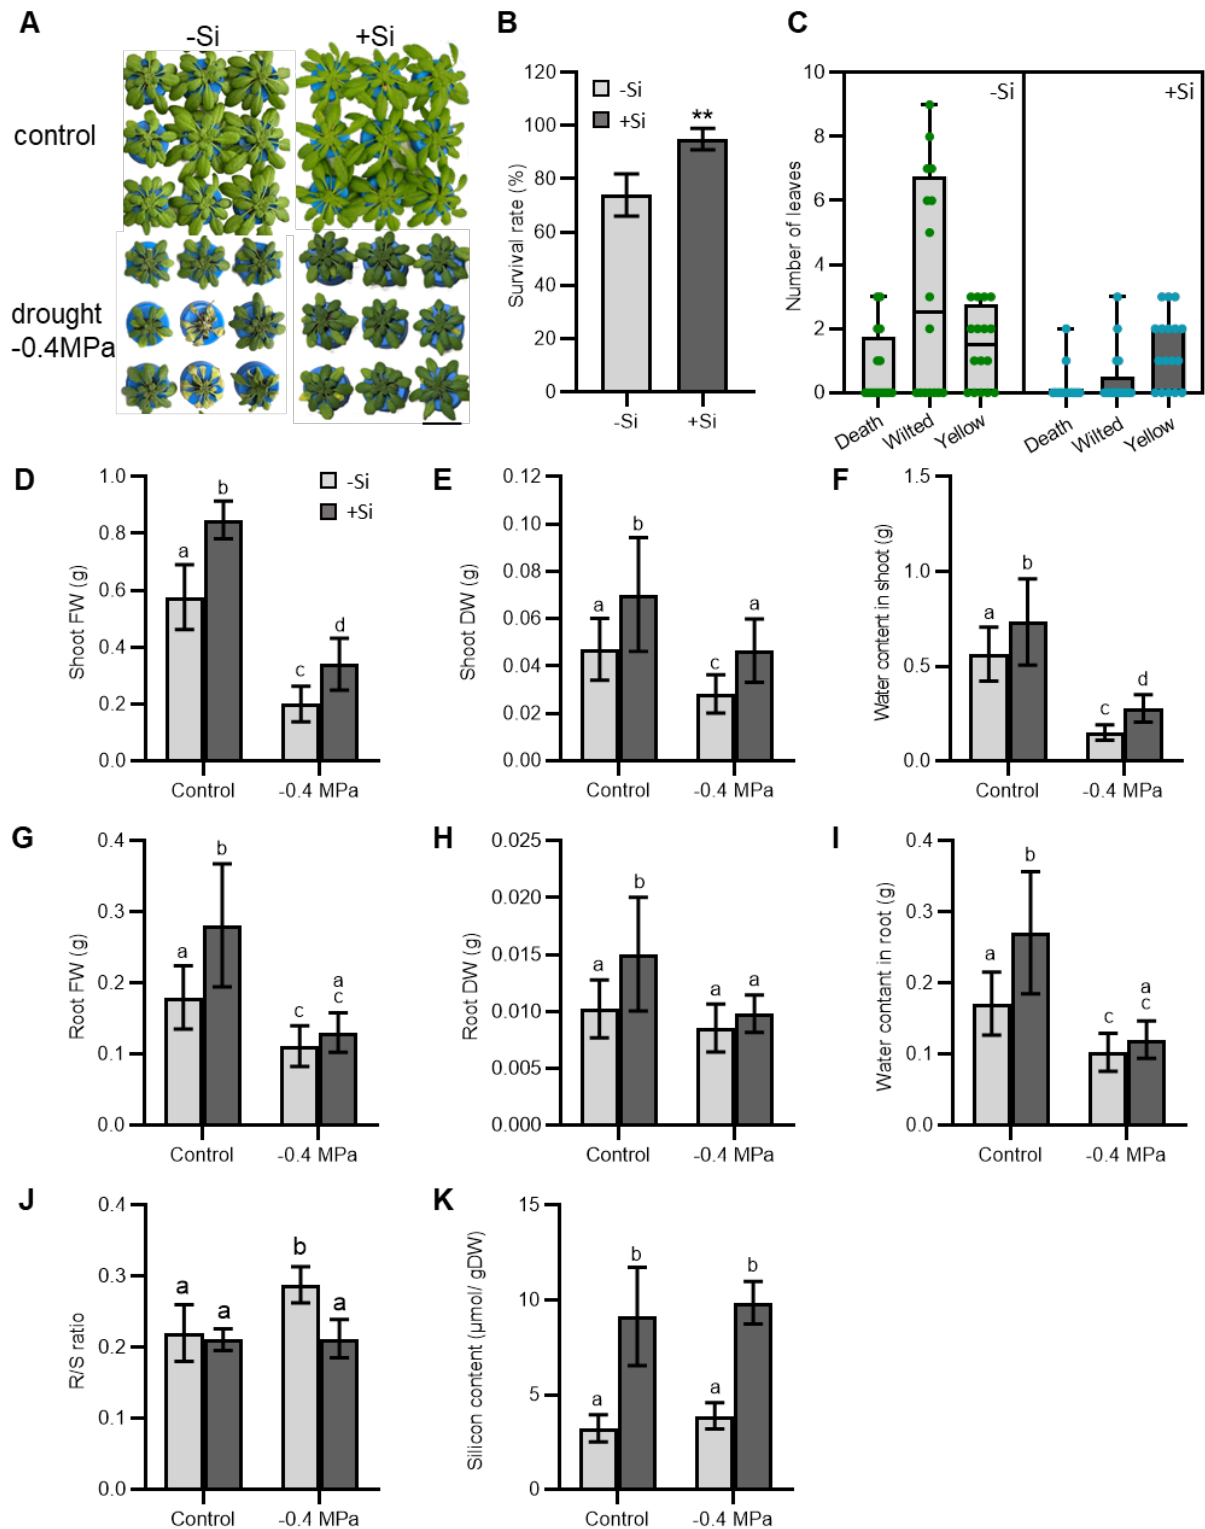 A
-Si
+Si
control
drought
-0.4MPa
B
Survival rate (%)
120
100
80
60
40
20
0
-Si
+Si
**
-Si
+Si
C
Number of leaves
10
8
6
4
2
0
-Si
+Si
Death
Wilted
Yellow
Death
Wilted
Yellow
D
Shoot FW (g)
1.0
0.8
0.6
0.4
0.2
0.0
-Si
+Si
a
b
c
d
Control
-0.4 MPa
E
Shoot DW (g)
0.12
0.10
0.08
0.06
0.04
0.02
0.00
a
b
c
a
Control
-0.4 MPa
F
Water content in shoot (g)
1.5
1.0
0.5
0.0
a
b
c
d
Control
-0.4 MPa
G
Root FW (g)
0.4
0.3
0.2
0.1
0.0
a
b
c
a
c
Control
-0.4 MPa
H
Root DW (g)
0.025
0.020
0.015
0.010
0.005
0.000
a
b
a
a
Control
-0.4 MPa
I
Water contant in root (g)
0.4
0.3
0.2
0.1
0.0
a
b
c
a
c
Control
-0.4 MPa
J
R/S ratio
0.4
0.3
0.2
0.1
0.0
a
a
b
a
Control
-0.4 MPa
K
Silicon content (μmol/ gDW)
15
10
5
0
a
b
a
b
Control
-0.4 MPa